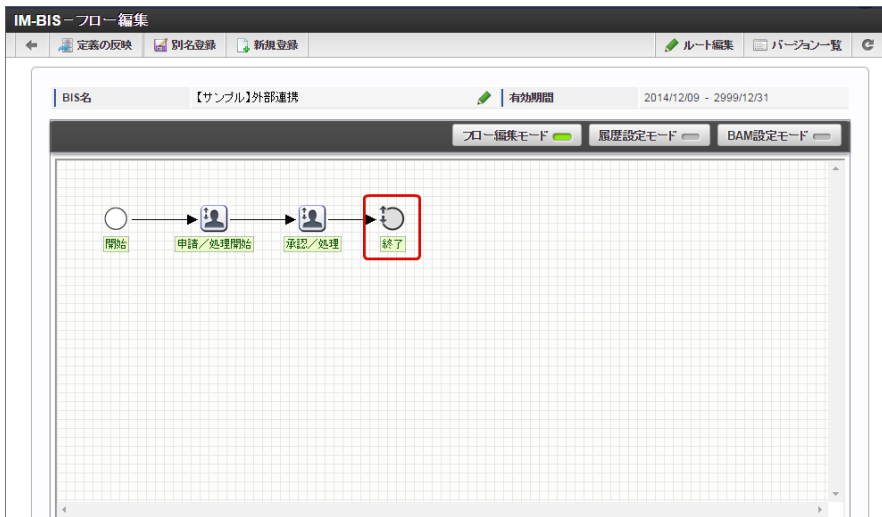 IM-BIS－フロー編集
定義の反映 別名登録 新規登録 ルート編集 バージョン一覧
BIS名 【サンプル】外部連携 有効期間 2014/12/09 - 2999/12/31
フロー編集モード 履歴設定モード BAM設定モード
開始 申請／処理開始 承認／処理 終了